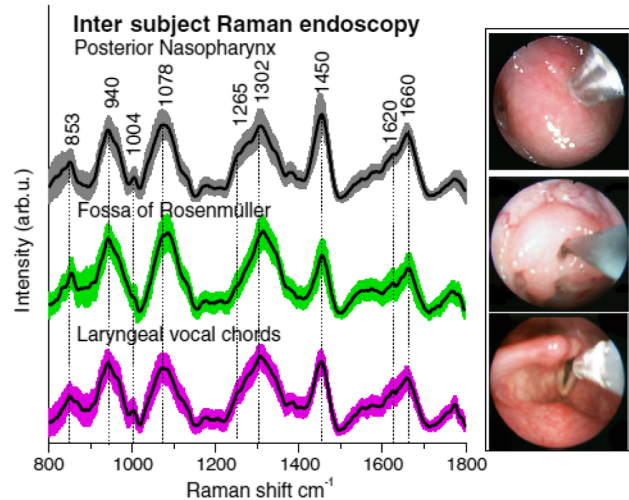 Inter subject Raman endoscopy
Posterior Nasopharynx
853
940
1004
1078
1265
1302
1450
1620
1660
Fossa of Rosenmüller
Laryngeal vocal chords
Intensity (arb.u.)
800 1000 1200 1400 1600 1800
Raman shift cm⁻¹